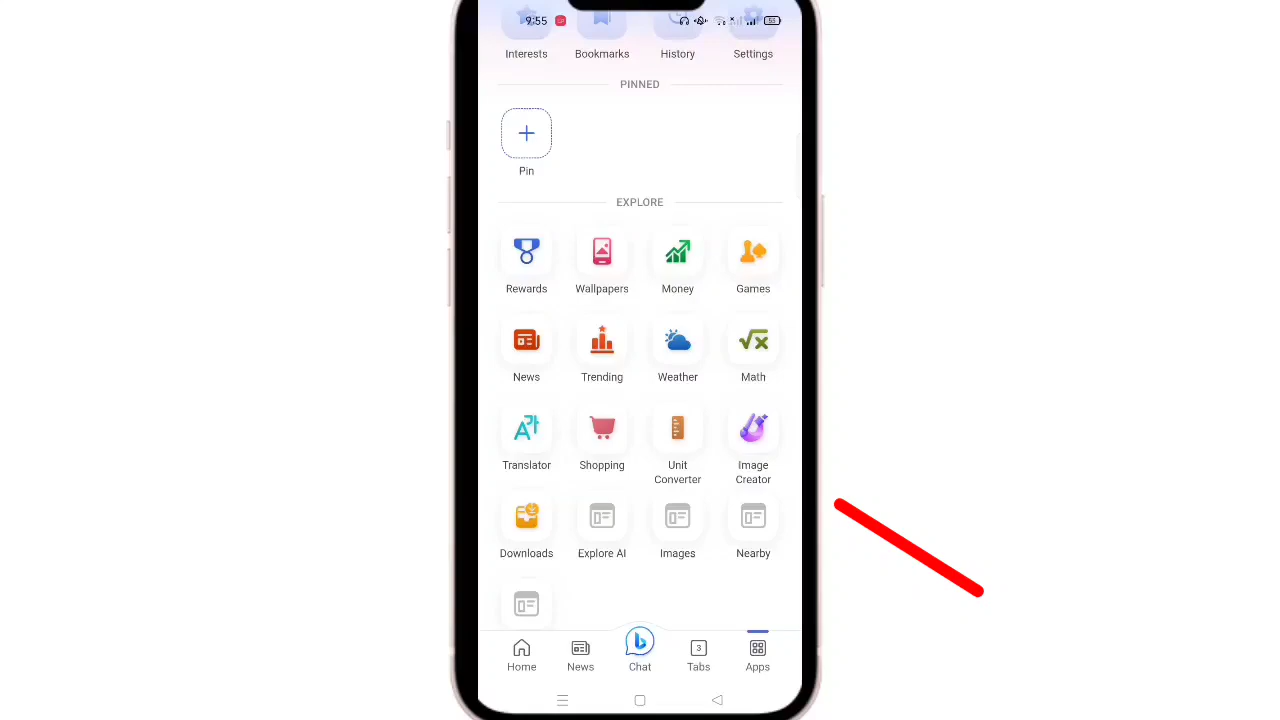 9:55
55
Interests Bookmarks History Settings
PINNED
Pin
EXPLORE
Rewards Wallpapers Money Games
News Trending Weather Math
Translator Shopping Unit Converter Image Creator
Downloads Explore AI Images Nearby
3
Home News Chat Tabs Apps